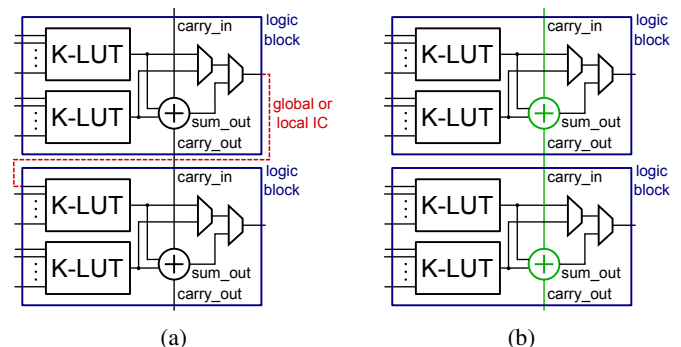 carry_in
logic
block
K-LUT
K-LUT
sum_out
carry_out
global or
local IC
carry_in
logic
block
K-LUT
K-LUT
sum_out
carry_out
(a)
carry_in
logic
block
K-LUT
K-LUT
sum_out
carry_out
carry_in
logic
block
K-LUT
K-LUT
sum_out
carry_out
(b)